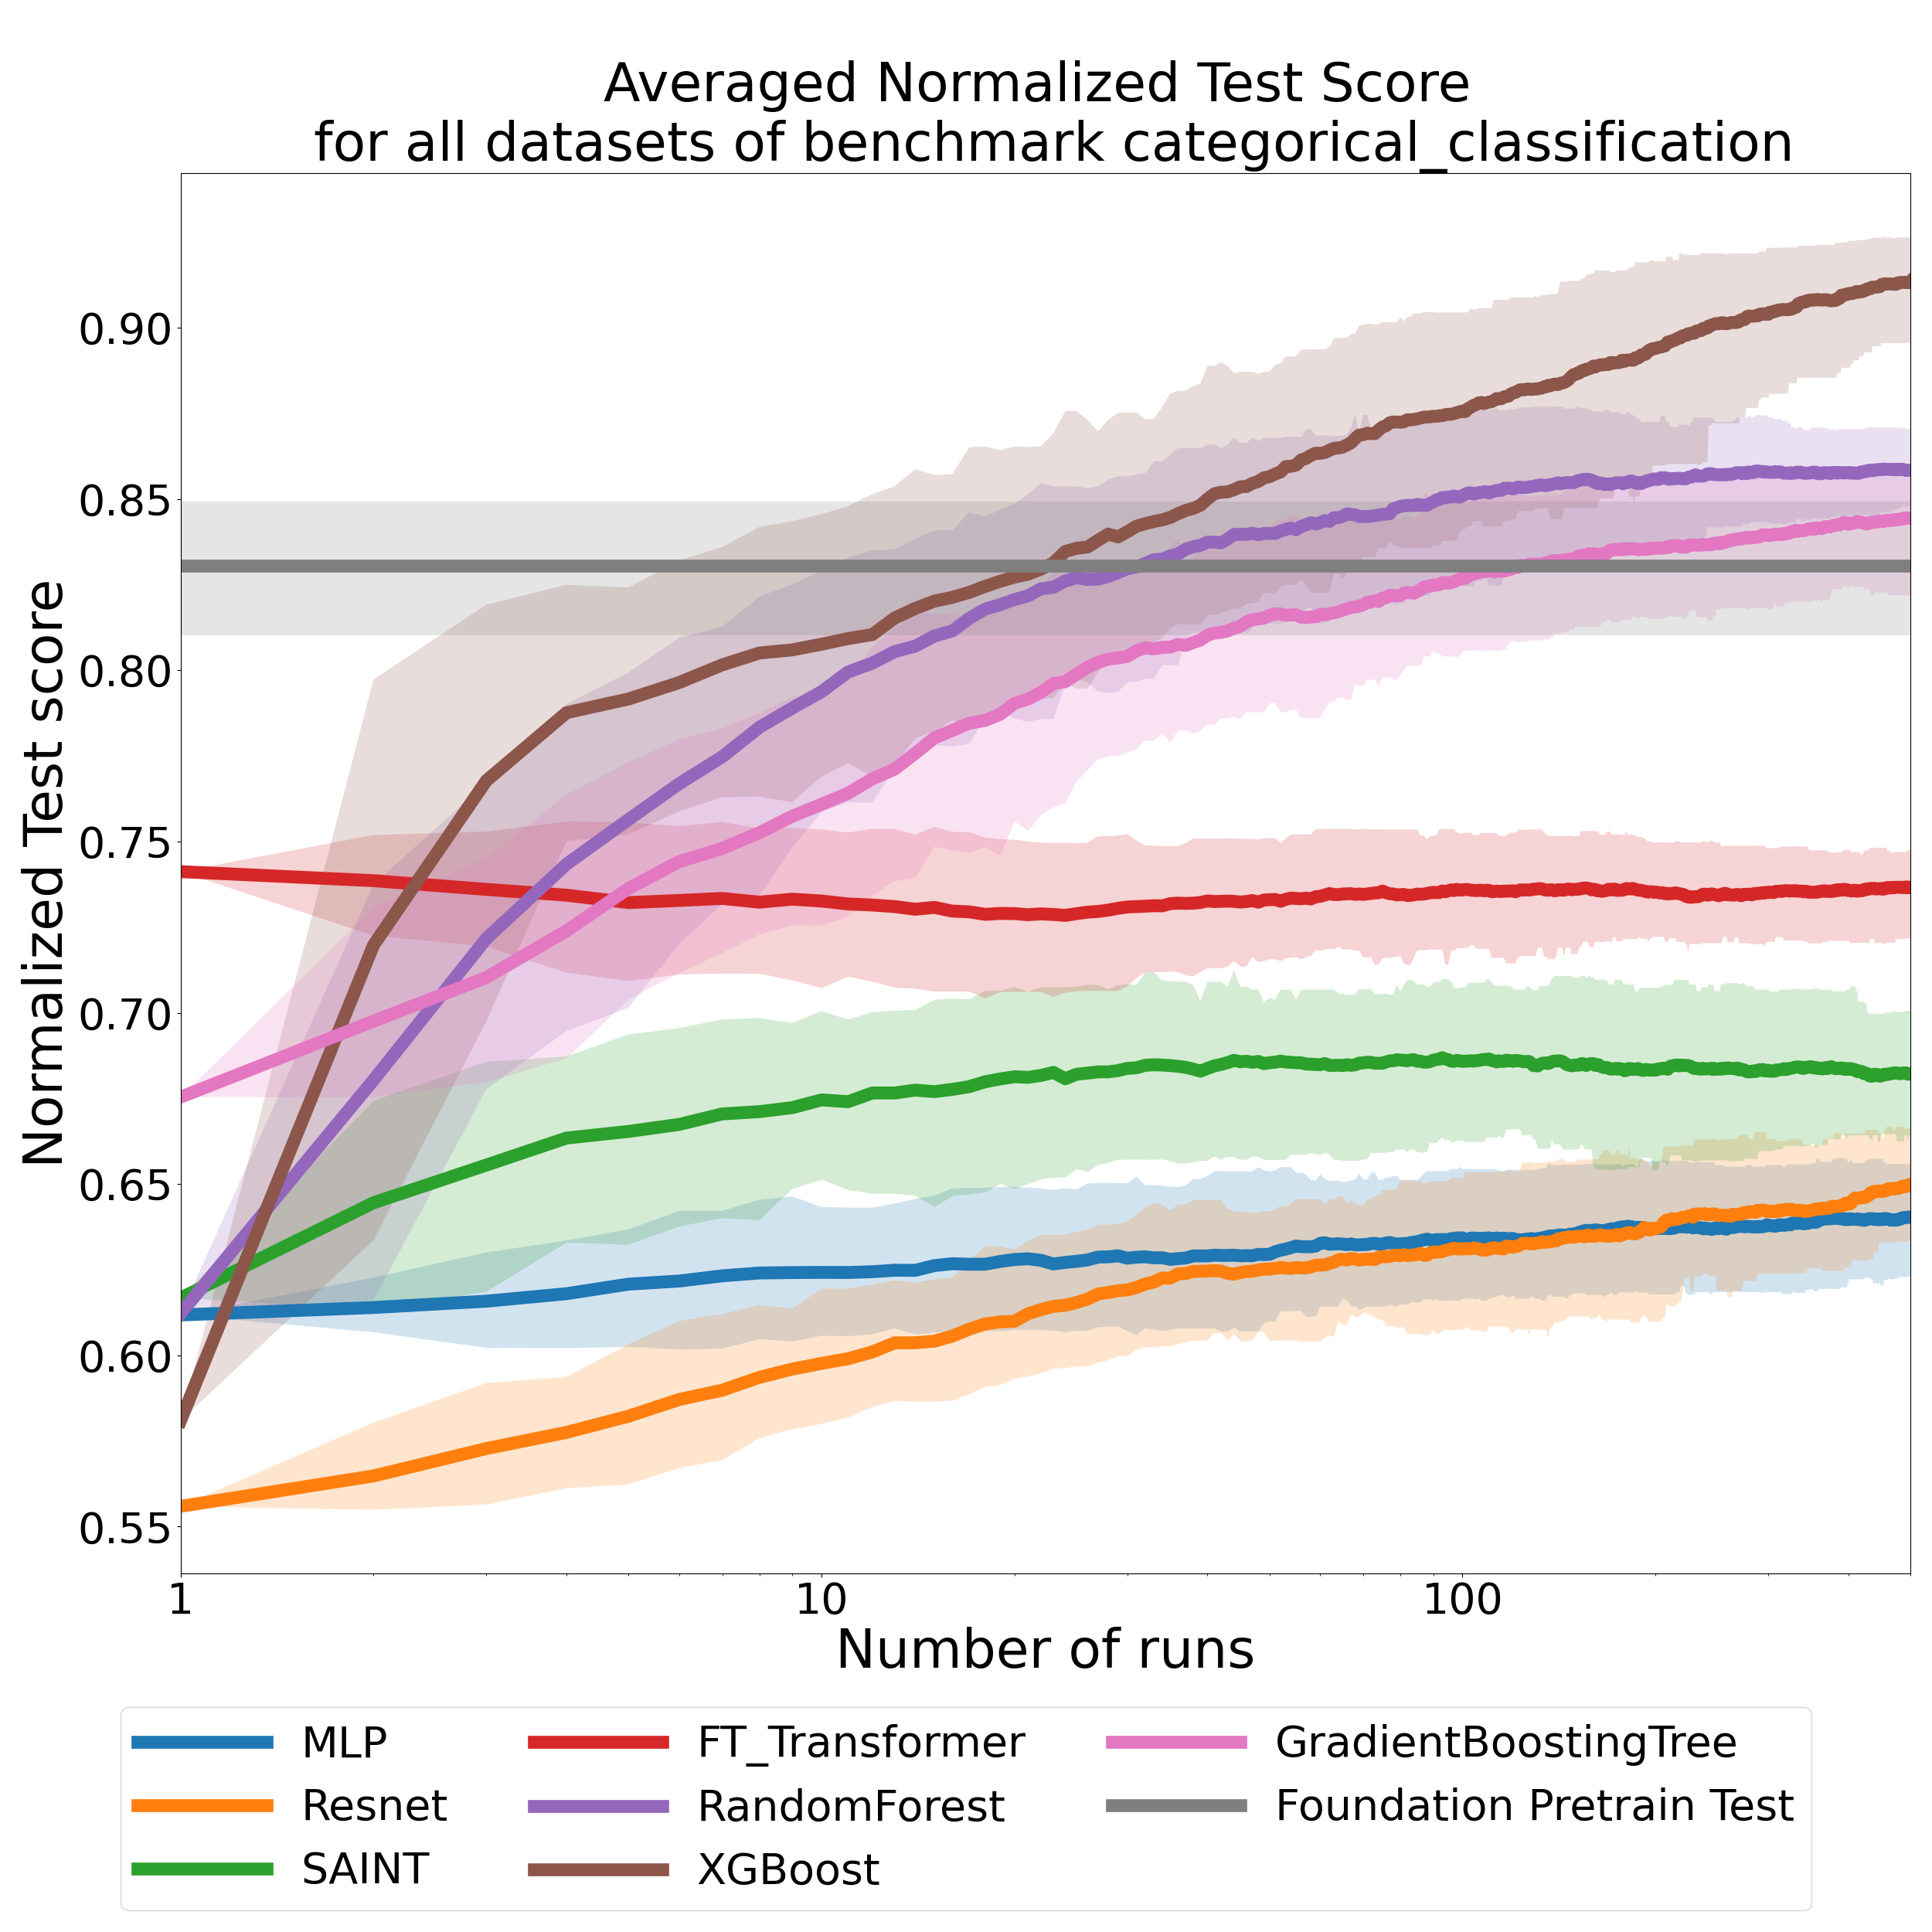 Averaged Normalized Test Score
for all datasets of benchmark categorical_classification
Normalized Test score
0.90
0.85
0.80
0.75
0.70
0.65
0.60
0.55
1
10
100
Number of runs
MLP
Resnet
SAINT
FT_Transformer
RandomForest
XGBoost
GradientBoostingTree
Foundation Pretrain Test